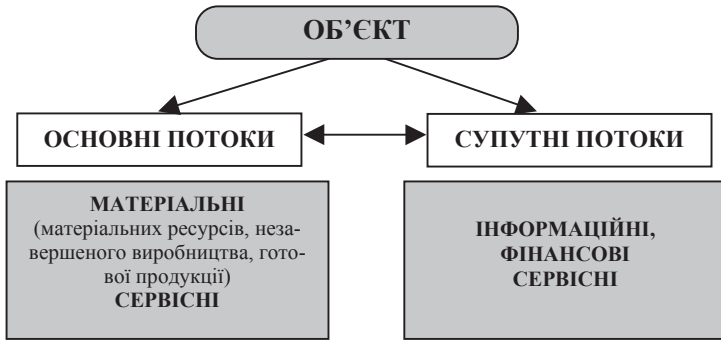 ОБ’ЄКТ
ОСНОВНІ ПОТОКИ
СУПУТНІ ПОТОКИ
МАТЕРІАЛЬНІ
(матеріальних ресурсів, неза-
вершеного виробництва, гото-
вої продукції)
СЕРВІСНІ
ІНФОРМАЦІЙНІ,
ФІНАНСОВІ
СЕРВІСНІ